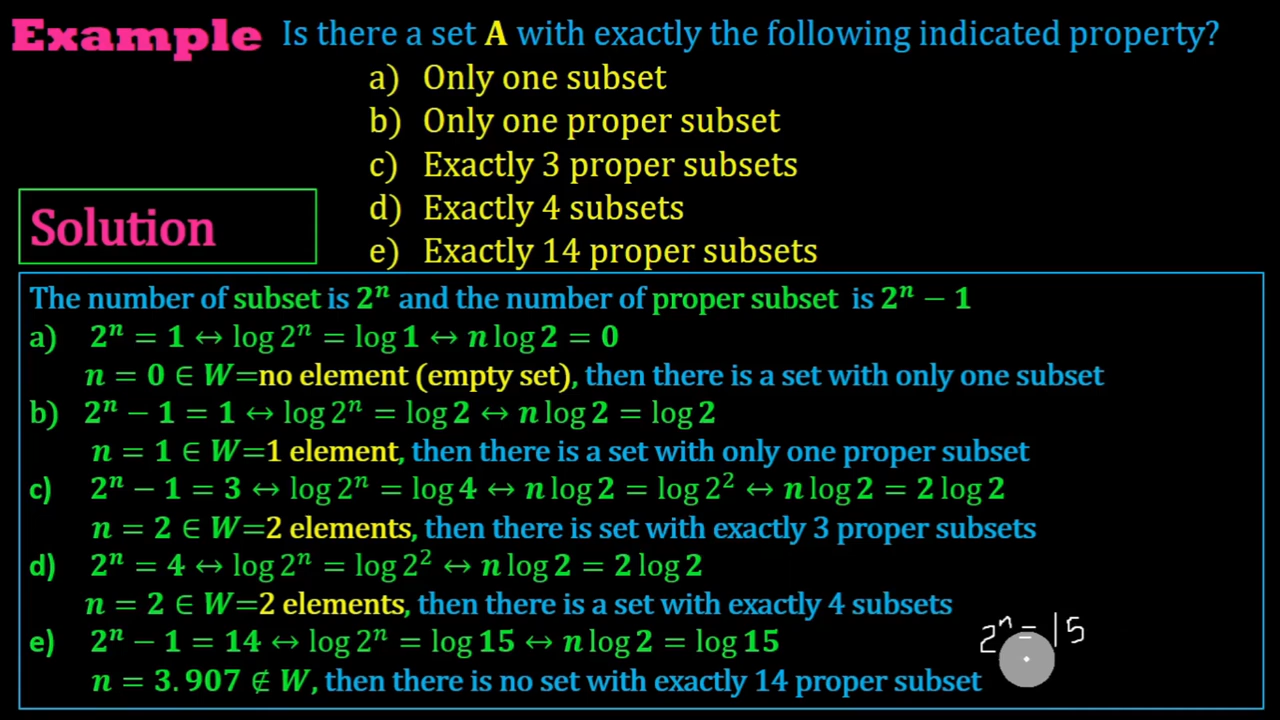 Example Is there a set A with exactly the following indicated property?
a) Only one subset
b) Only one proper subset
c) Exactly 3 proper subsets
d) Exactly 4 subsets
Solution
e) Exactly 14 proper subsets
The number of subset is 2ⁿ and the number of proper subset is 2ⁿ − 1
a) 2ⁿ = 1 ↔ log 2ⁿ = log 1 ↔ n log 2 = 0
n = 0 ∈ W=no element (empty set), then there is a set with only one subset
b) 2ⁿ − 1 = 1 ↔ log 2ⁿ = log 2 ↔ n log 2 = log 2
n = 1 ∈ W=1 element, then there is a set with only one proper subset
c) 2ⁿ − 1 = 3 ↔ log 2ⁿ = log 4 ↔ n log 2 = log 2² ↔ n log 2 = 2 log 2
n = 2 ∈ W=2 elements, then there is set with exactly 3 proper subsets
d) 2ⁿ = 4 ↔ log 2ⁿ = log 2² ↔ n log 2 = 2 log 2
n = 2 ∈ W=2 elements, then there is a set with exactly 4 subsets
e) 2ⁿ − 1 = 14 ↔ log 2ⁿ = log 15 ↔ n log 2 = log 15
2ⁿ = 15
n = 3.907 ∉ W, then there is no set with exactly 14 proper subset